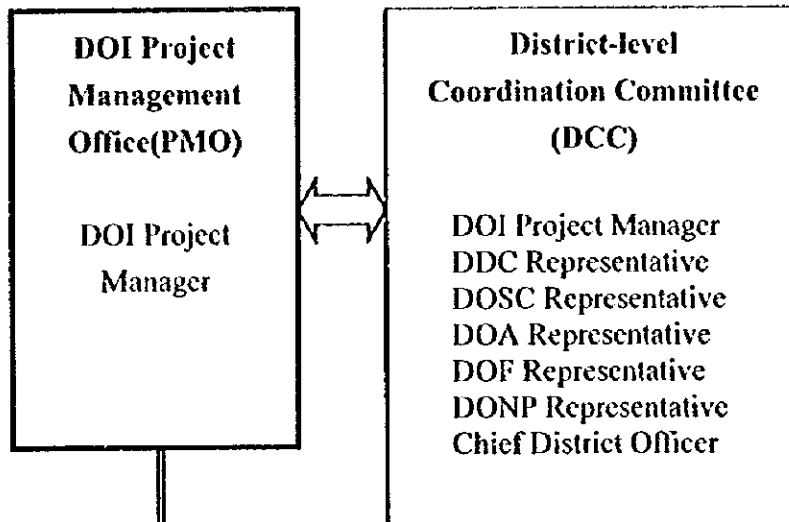 DOI Project
Management
Office(PMO)
DOI Project
Manager
District-level
Coordination Committee
(DCC)
DOI Project Manager
DDC Representative
DOSC Representative
DOA Representative
DOF Representative
DONP Representative
Chief District Officer